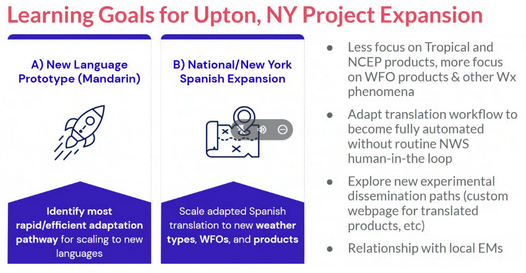 Learning Goals for Upton, NY Project Expansion
A) New Language
Prototype (Mandarin)
Identify most
rapid/efficient adaptation
pathway for scaling to new
languages
B) National/New York
Spanish Expansion
Scale adapted Spanish
translation to new weather
types, WFOs, and products
● Less focus on Tropical and
NCEP products, more focus
on WFO products & other Wx
phenomena
● Adapt translation workflow to
become fully automated
without routine NWS
human-in-the loop
● Explore new experimental
dissemination paths (custom
webpage for translated
products, etc)
● Relationship with local EMs